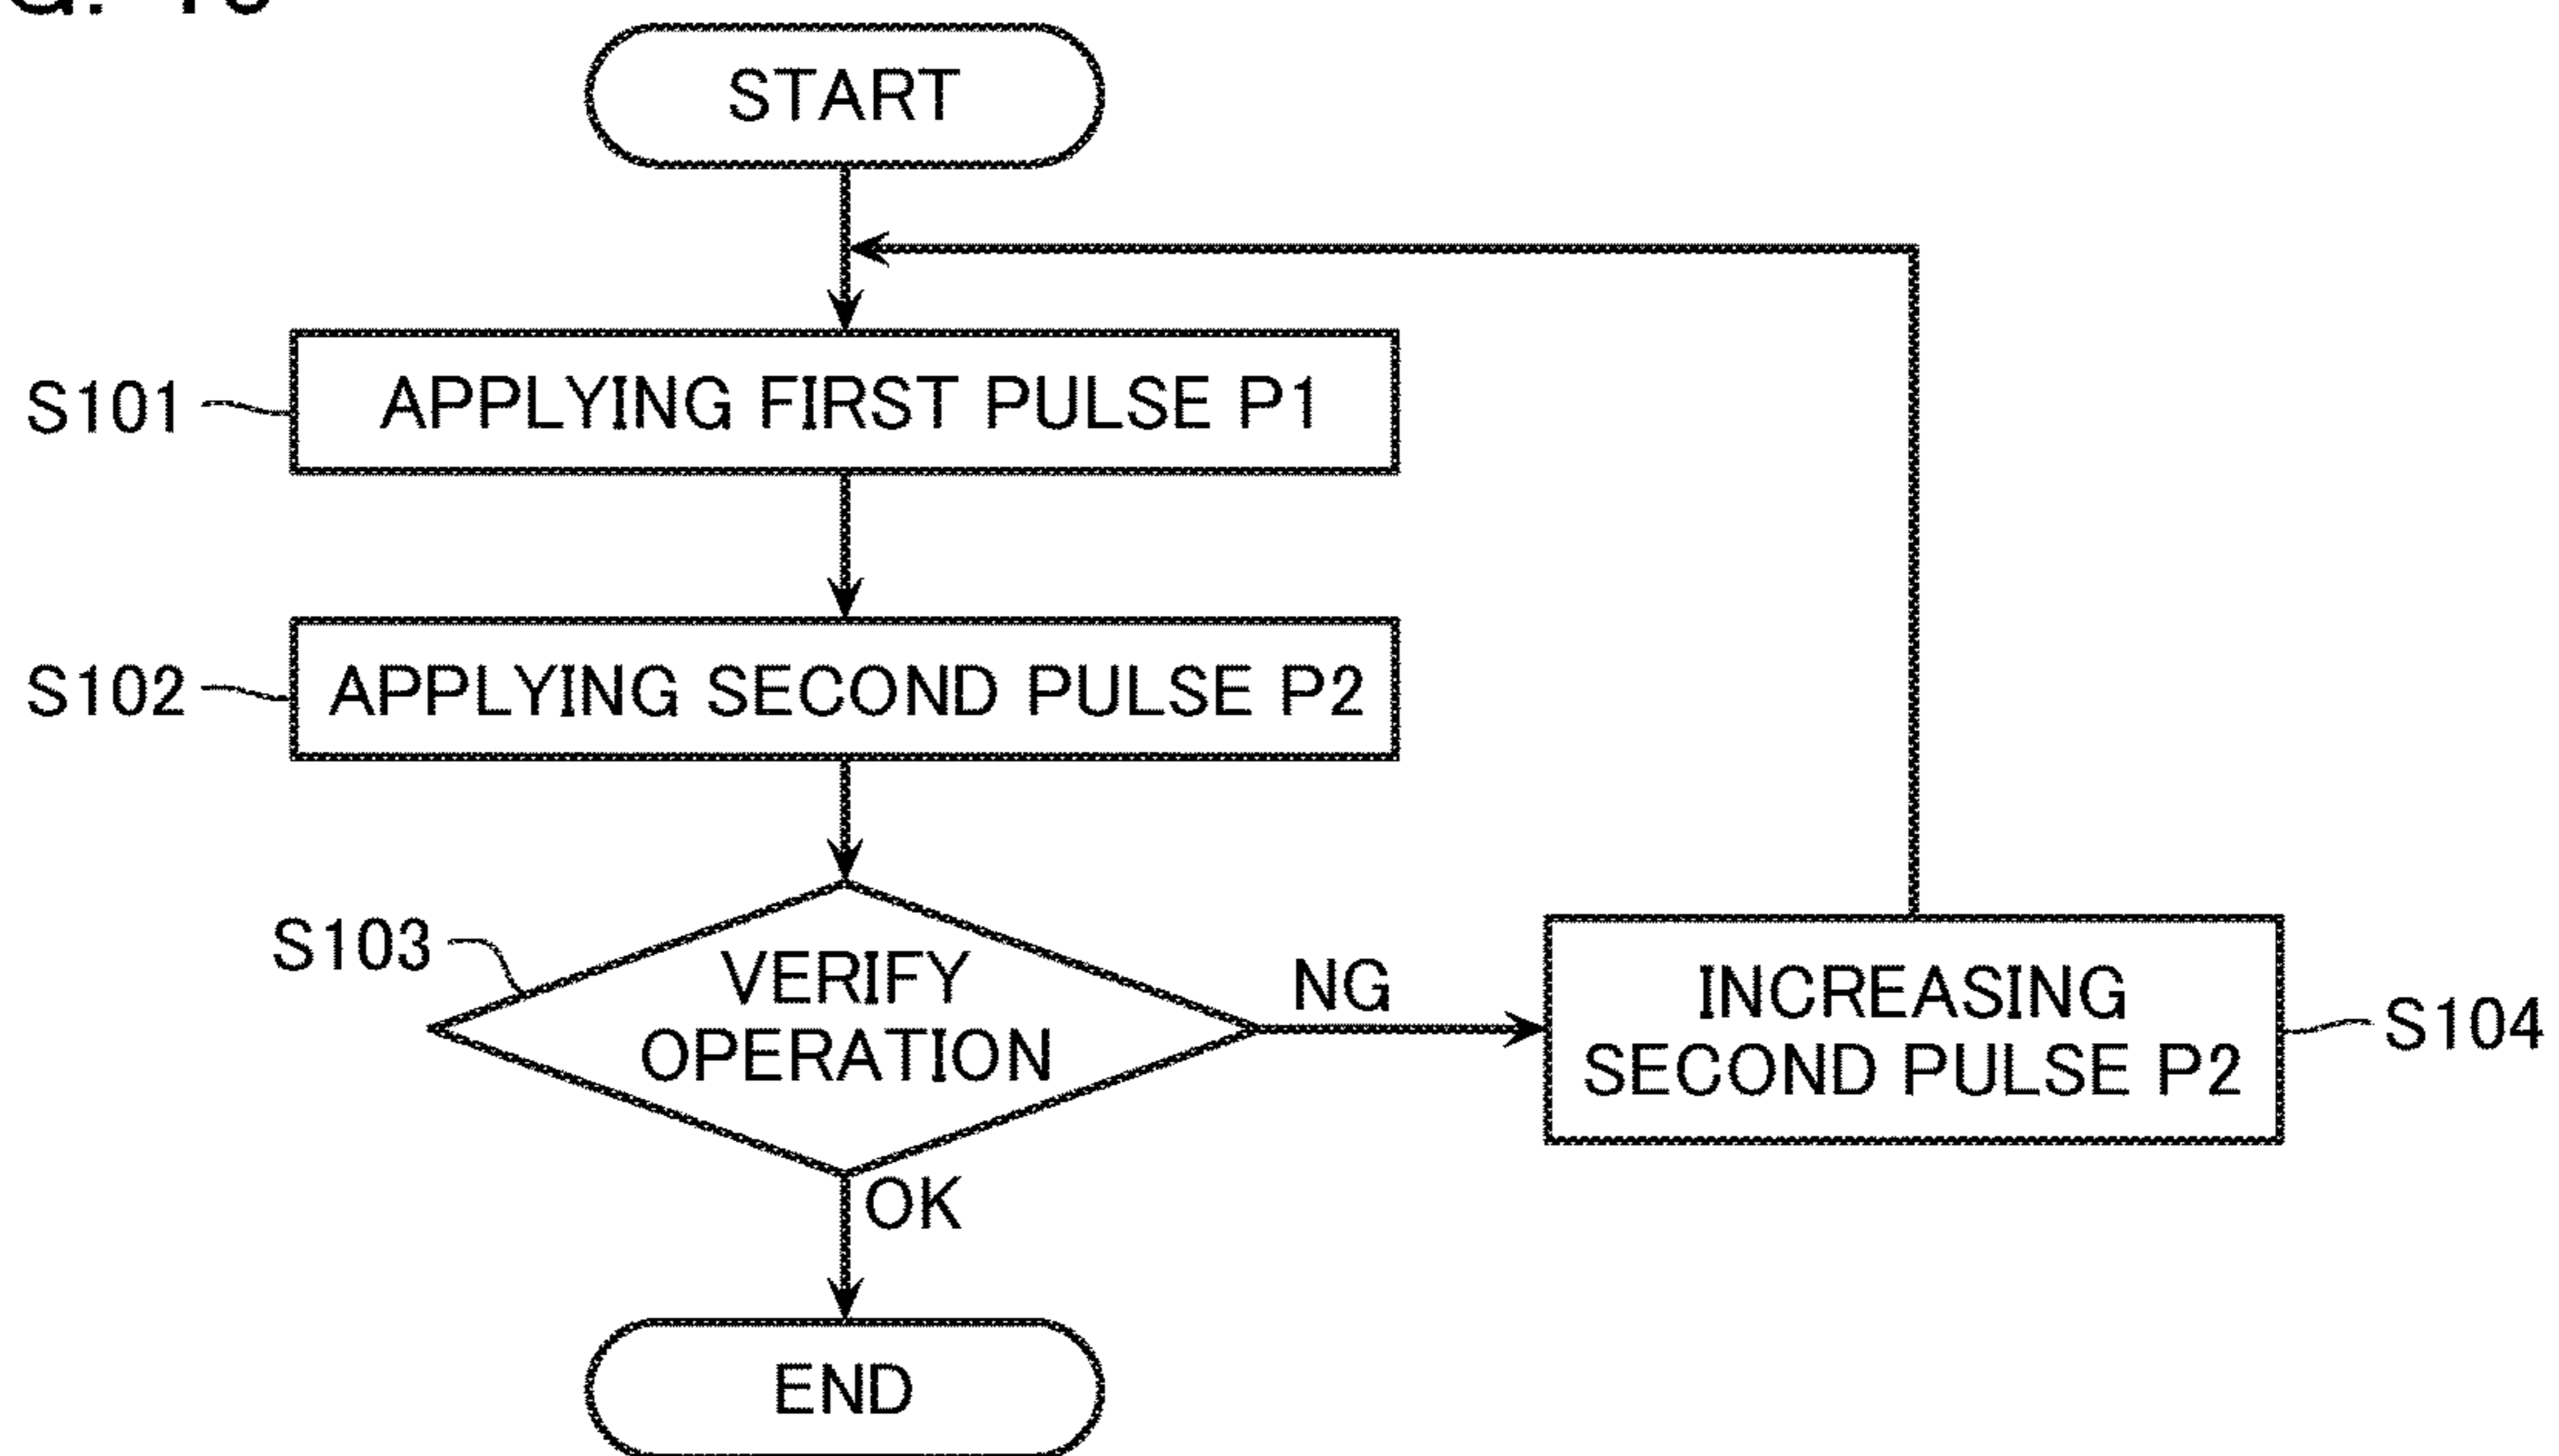 START
S101
APPLYING FIRST PULSE P1
S102
APPLYING SECOND PULSE P2
S103
VERIFY
OPERATION
NG
INCREASING
SECOND PULSE P2
S104
OK
END